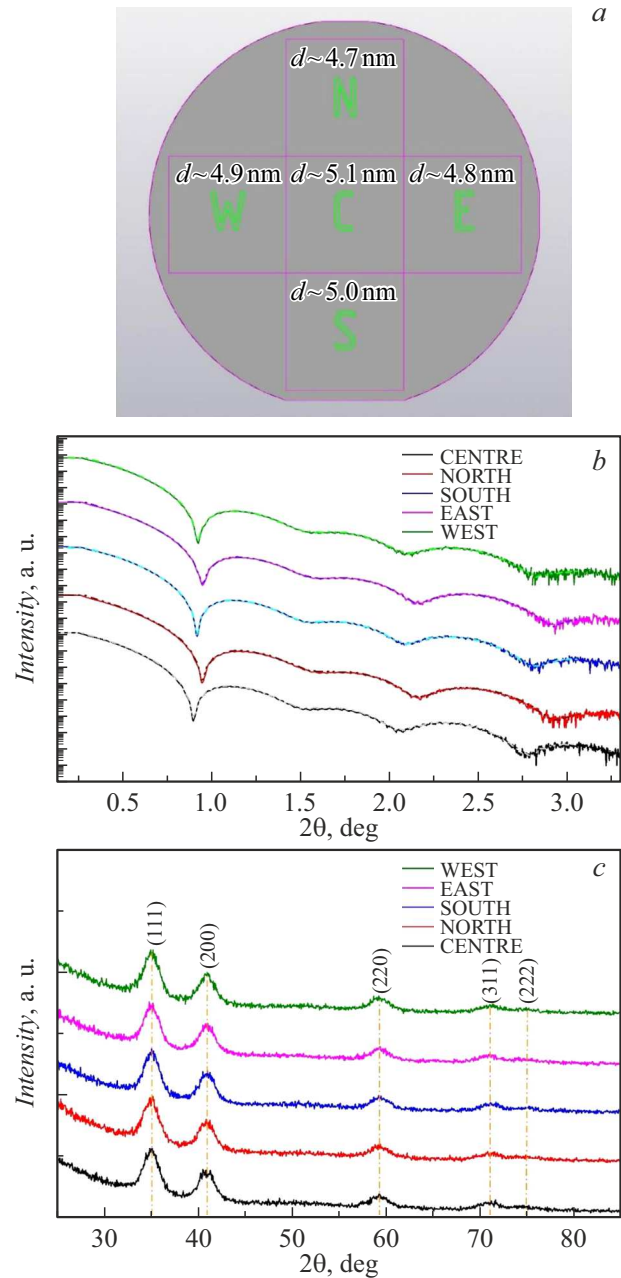 a
d~4.7 nm
N
d~4.9 nm d~5.1 nm d~4.8 nm
W C E
d~5.0 nm
S
b
CENTRE
NORTH
SOUTH
EAST
WEST
Intensity, a. u.
0.5 1.0 1.5 2.0 2.5 3.0
2θ, deg
c
WEST
EAST
SOUTH
NORTH
CENTRE
(111) (200) (220) (311) (222)
Intensity, a. u.
30 40 50 60 70 80
2θ, deg